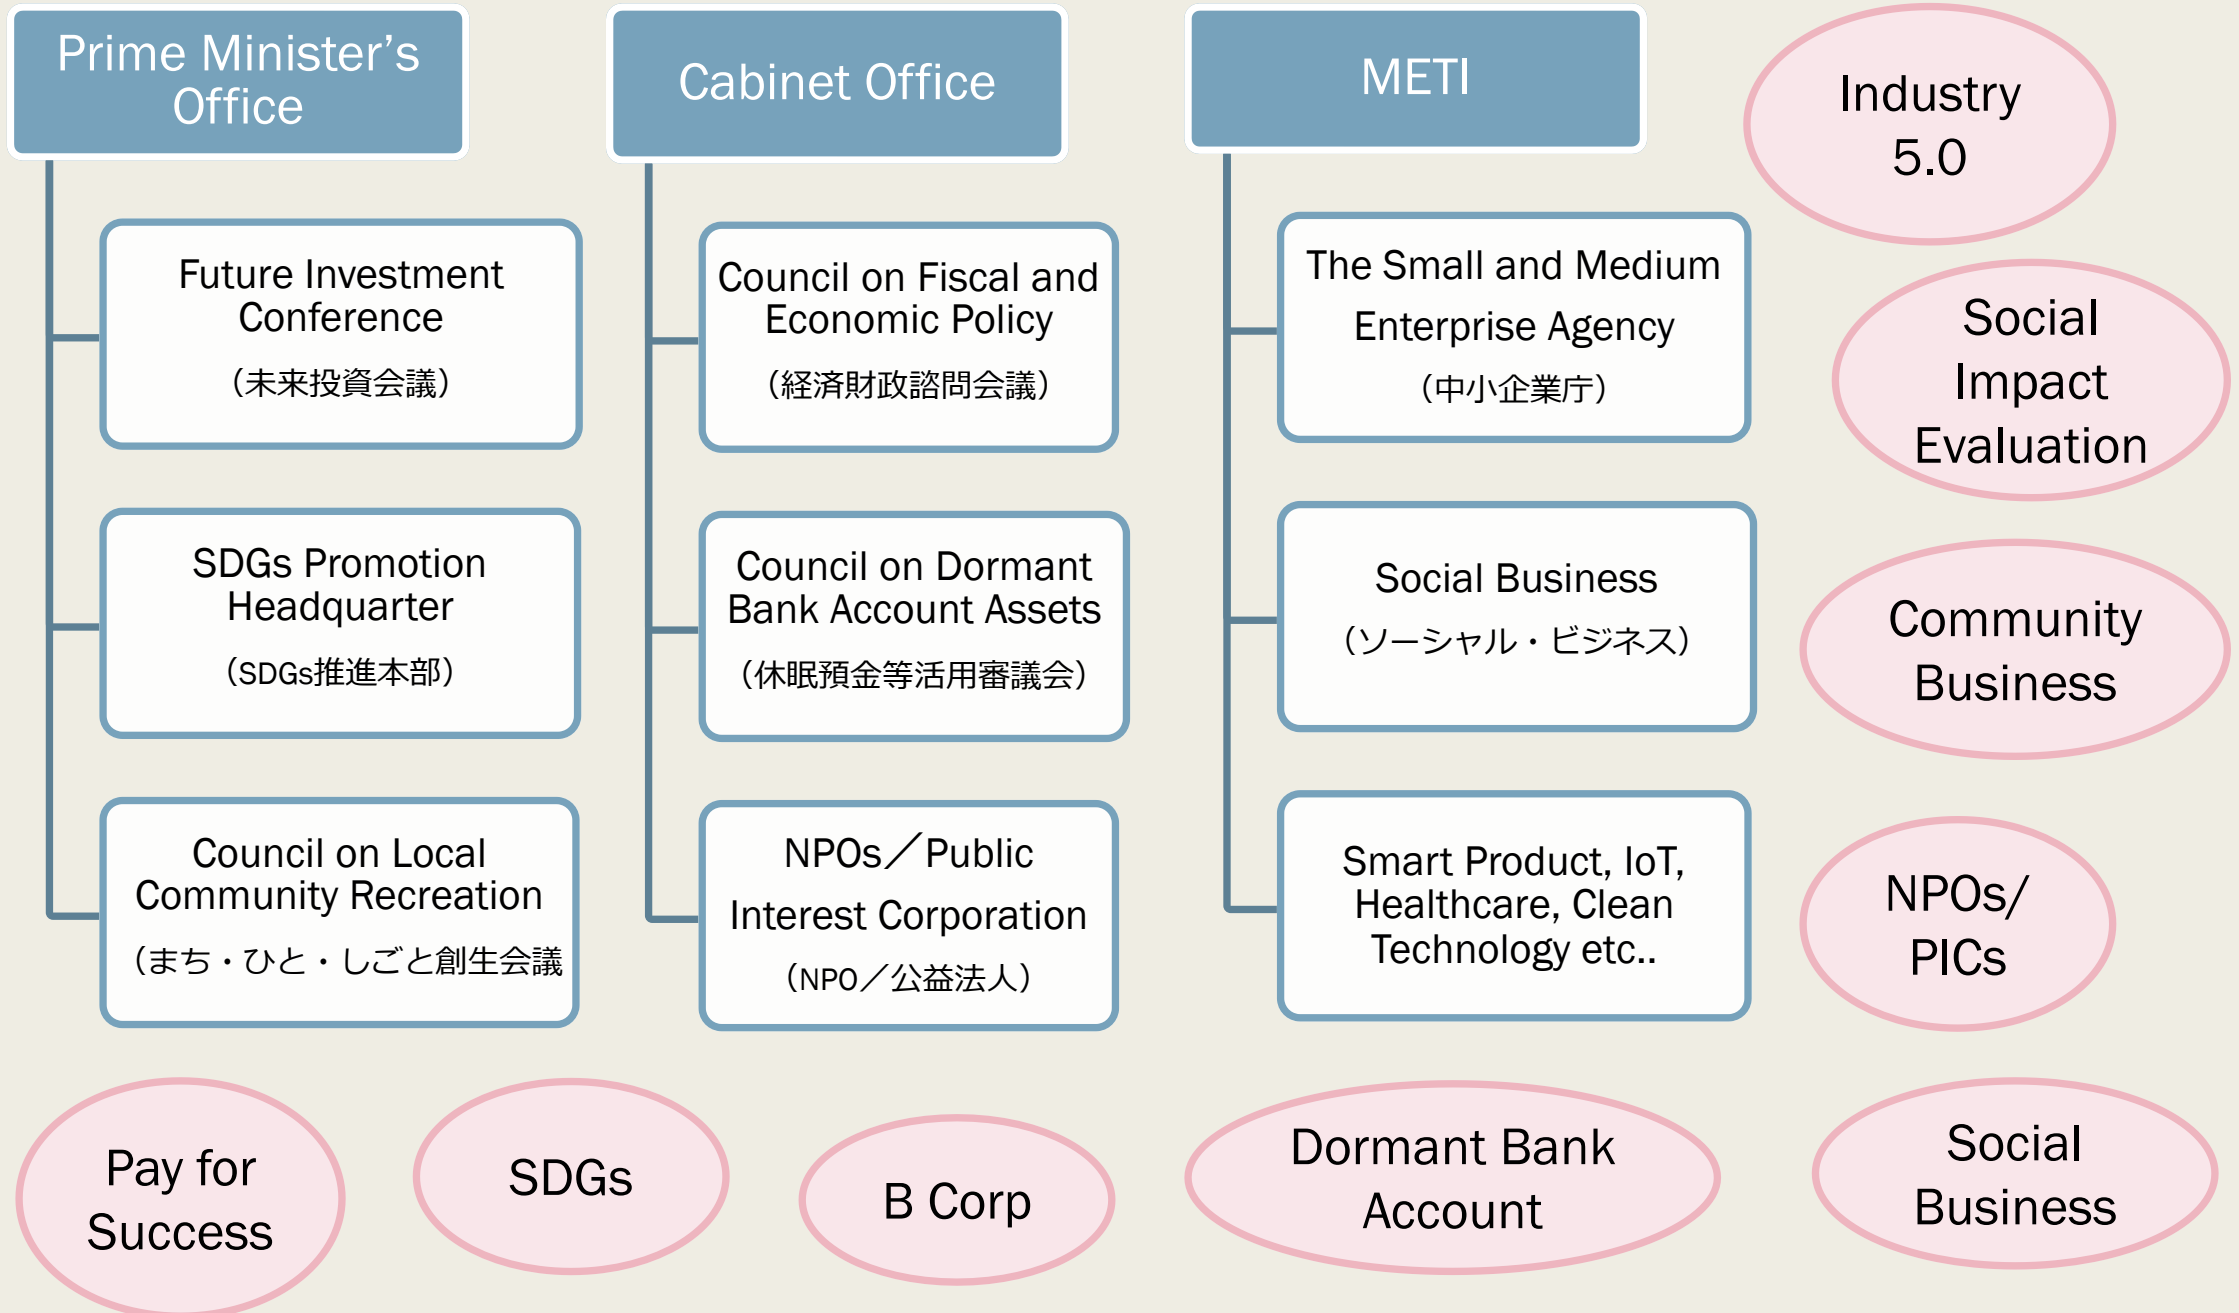 Prime Minister’s
Office
Future Investment
Conference
（未来投資会議）
SDGs Promotion
Headquarter
（SDGs推進本部）
Council on Local
Community Recreation
（まち・ひと・しごと創生会議
Cabinet Office
Council on Fiscal and
Economic Policy
（経済財政諮問会議）
Council on Dormant
Bank Account Assets
（休眠預金等活用審議会）
NPOs／Public
Interest Corporation
（NPO／公益法人）
METI
The Small and Medium
Enterprise Agency
（中小企業庁）
Social Business
（ソーシャル・ビジネス）
Smart Product, IoT,
Healthcare, Clean
Technology etc..
Industry
5.0
Social
Impact
Evaluation
Community
Business
NPOs/
PICs
Pay for
Success
SDGs
B Corp
Dormant Bank
Account
Social
Business